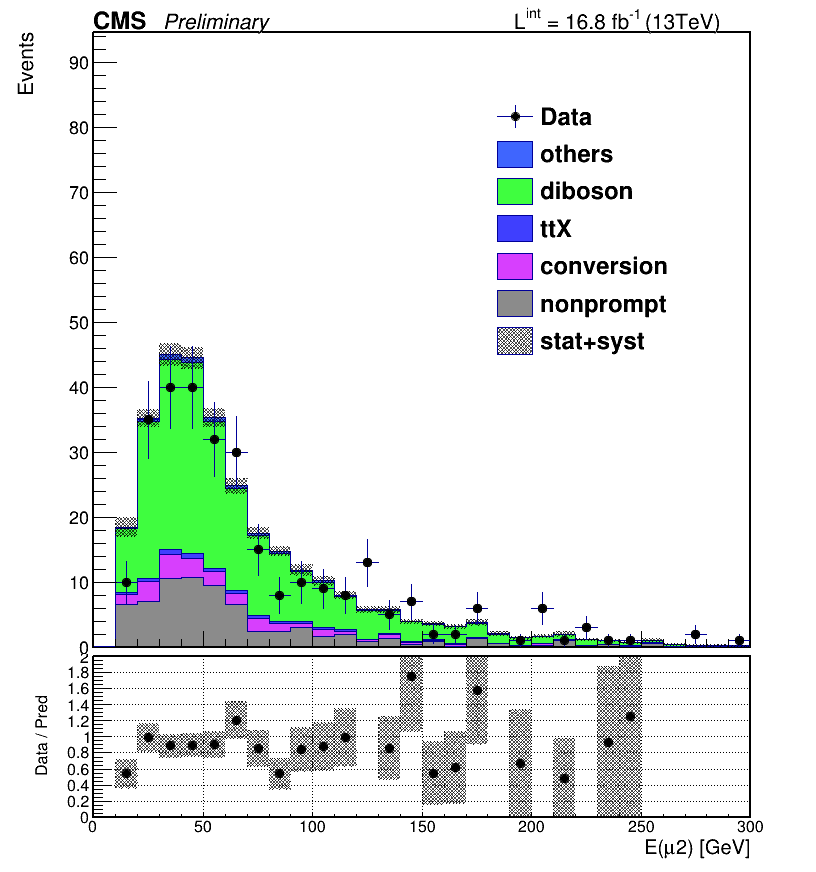 CMS Preliminary L^int = 16.8 fb^-1 (13TeV)
Events
90
80
70
60
50
40
30
20
10
0
Data
others
diboson
ttX
conversion
nonprompt
stat+syst
Data / Pred
2
1.8
1.6
1.4
1.2
1
0.8
0.6
0.4
0.2
0
0 50 100 150 200 250 300
E(μ2) [GeV]